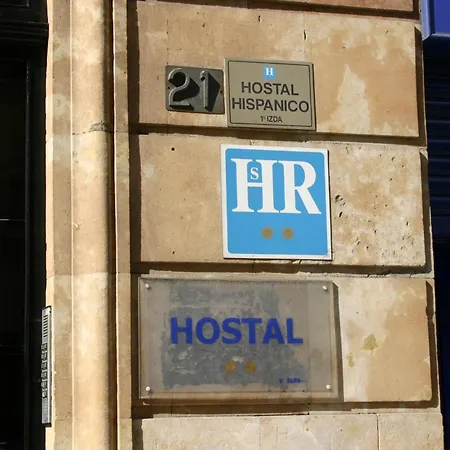 21
H
HOSTAL
HISPANICO
1º IZDA
HSR
HOSTAL